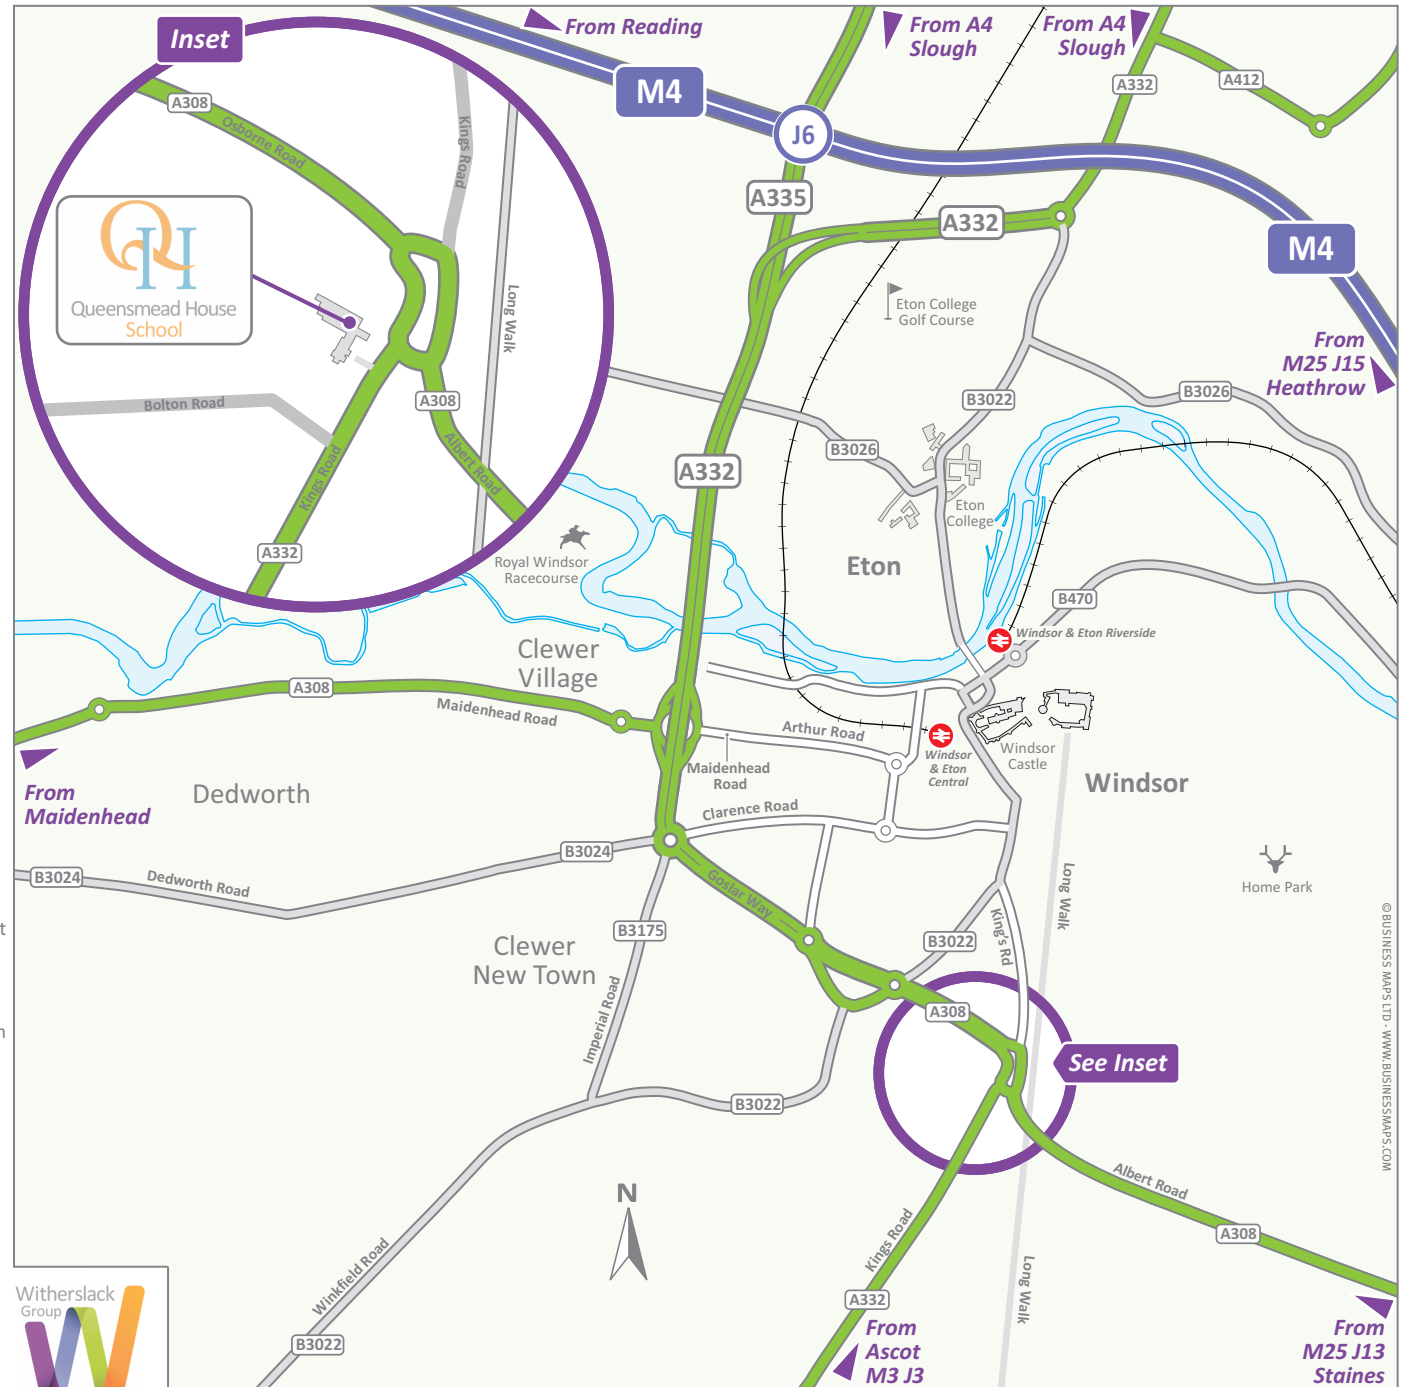 Inset
From Reading
From A4
Slough
From A4
Slough
M4
A332
A412
J6
A308
Osborne Road
Kings Road
A335
A332
M4
QH
Queensmead House
School
Long Walk
Eton College
Golf Course
From
M25 J15
Heathrow
Bolton Road
A308
B3022
B3026
B3026
Albert Road
Kings Road
A332
Eton
College
A332
Royal Windsor
Racecourse
Eton
B470
Windsor & Eton Riverside
Clewer
Village
A308
Maidenhead Road
Arthur Road
Windsor
& Eton
Central
Windsor
Castle
Maidenhead
Road
Windsor
From
Maidenhead
Dedworth
Clarence Road
B3024
B3024
Dedworth Road
Goslar Way
Long Walk
Home Park
t
B3175
Clewer
New Town
B3022
King's Rd
A308
Imperial Road
See Inset
B3022
Albert Road
N
Kings Road
A308
Winkfield Road
Long Walk
A332
B3022
From
Ascot
M3 J3
From
M25 J13
Staines
Witherslack
Group
©BUSINESS MAPS LTD - WWW.BUSINESSMAPS.COM